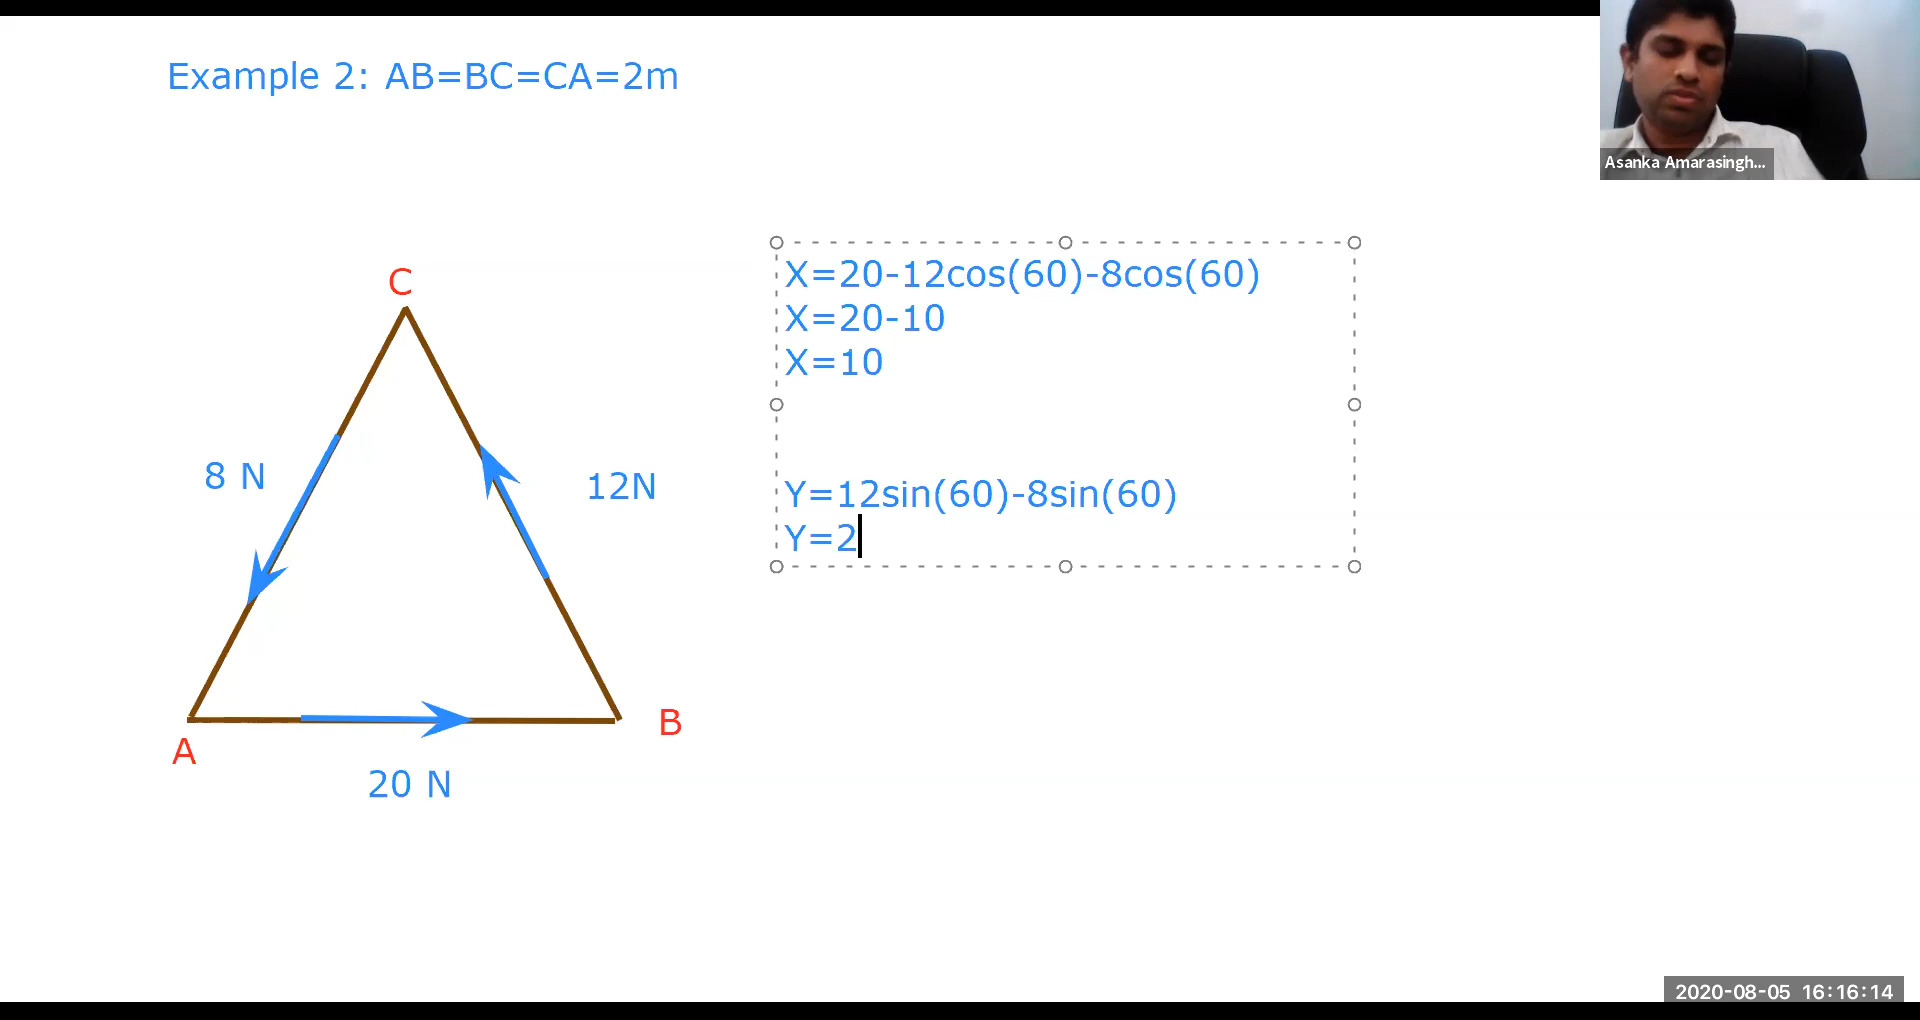 Example 2: AB=BC=CA=2m
Asanka Amarasingh...
X=20-12cos(60)-8cos(60)
X=20-10
X=10
Y=12sin(60)-8sin(60)
Y=2
C
8 N
12N
B
A
20 N
2020-08-05 16:16:14